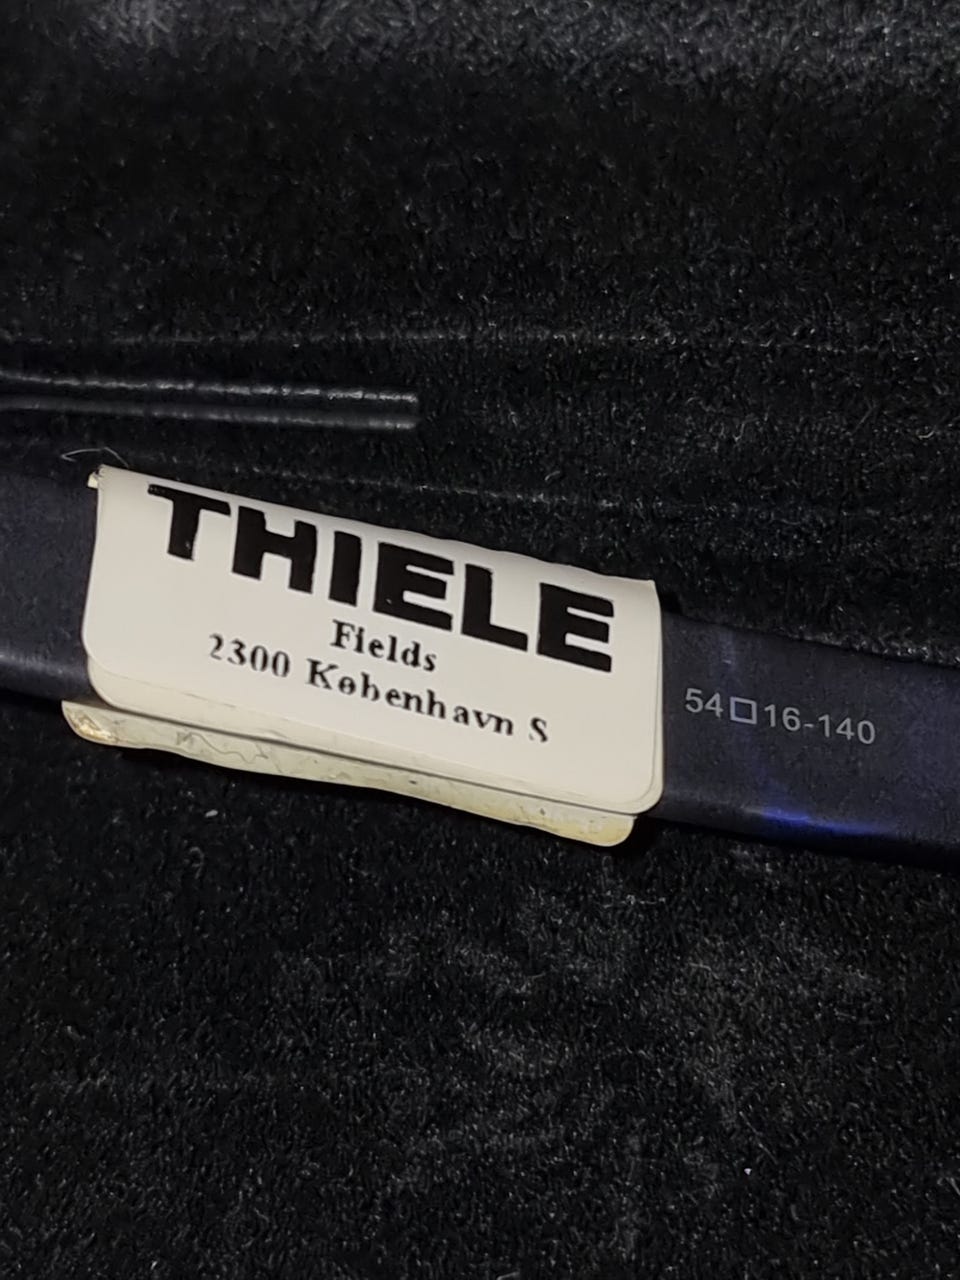 THIELE
Fields
2300 København S
54□16-140